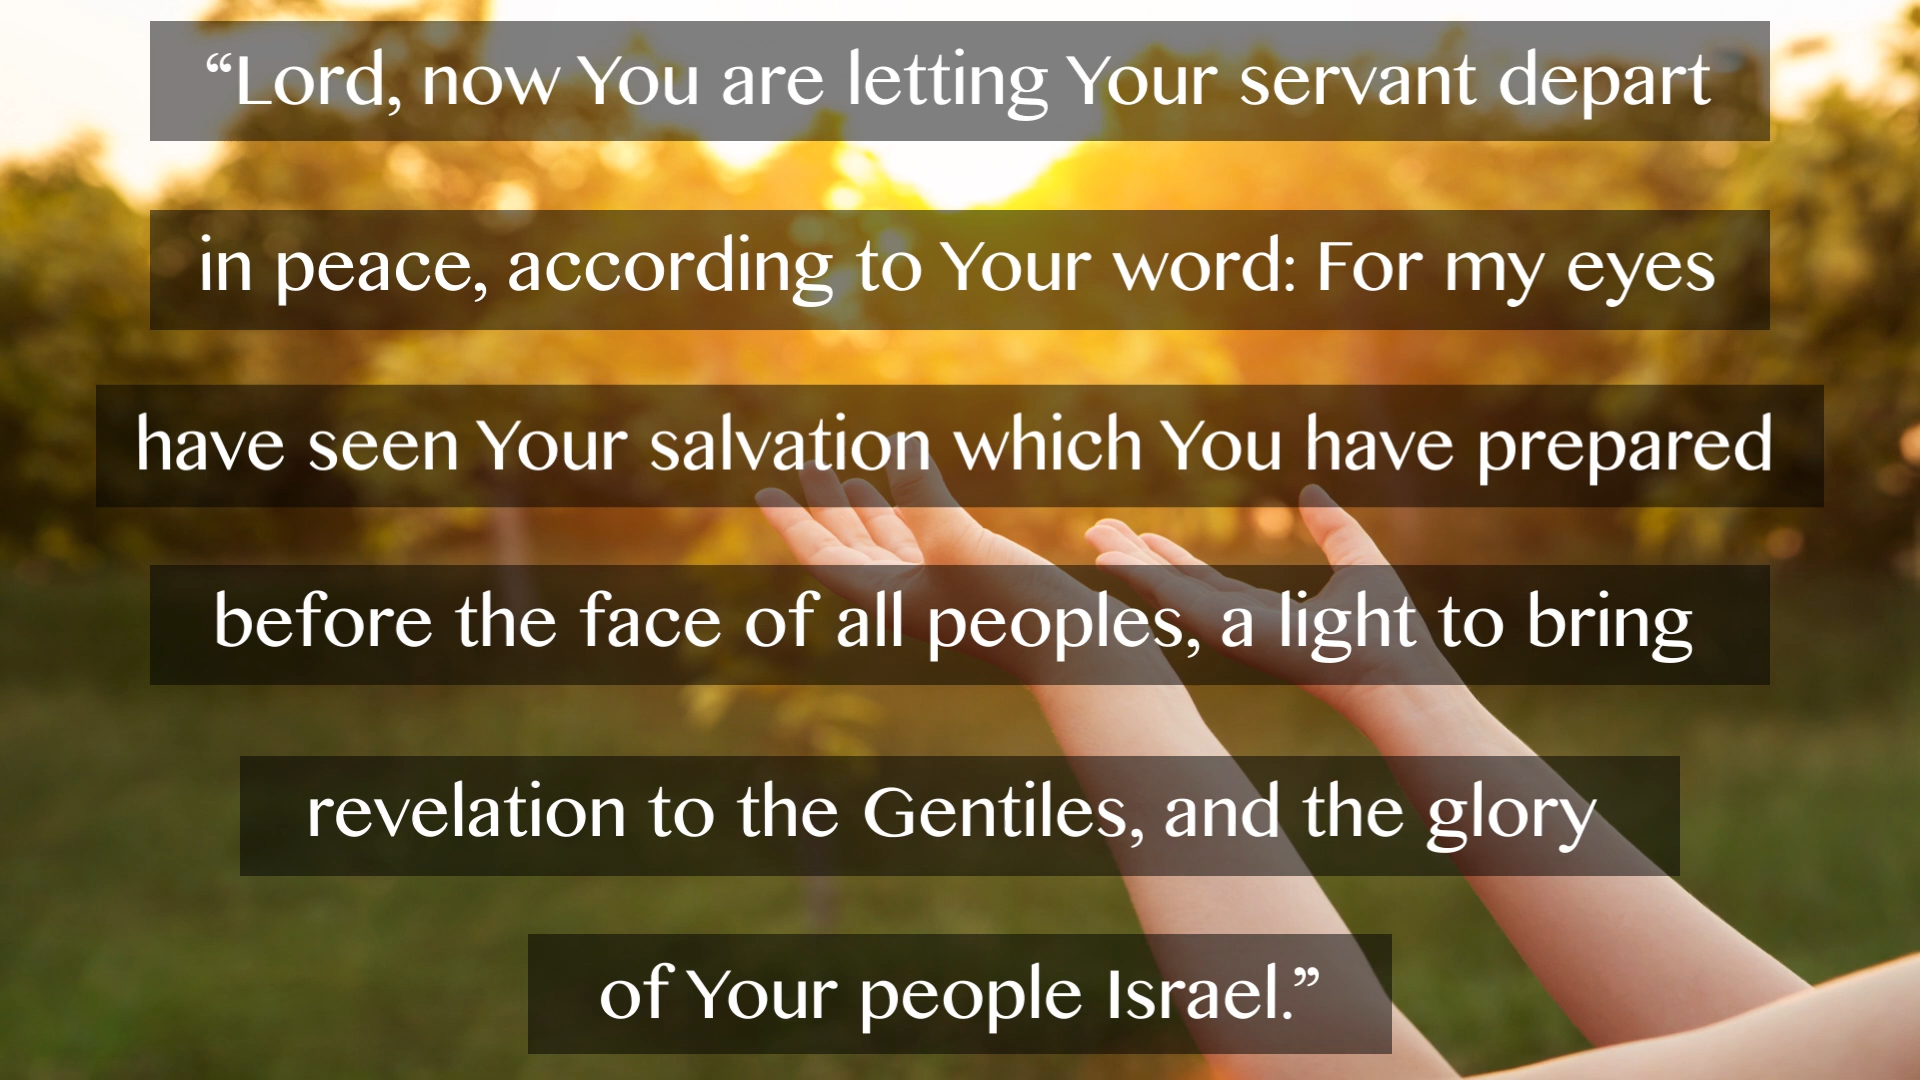 “Lord, now You are letting Your servant depart
in peace, according to Your word: For my eyes
have seen Your salvation which You have prepared
before the face of all peoples, a light to bring
revelation to the Gentiles, and the glory
of Your people Israel.”